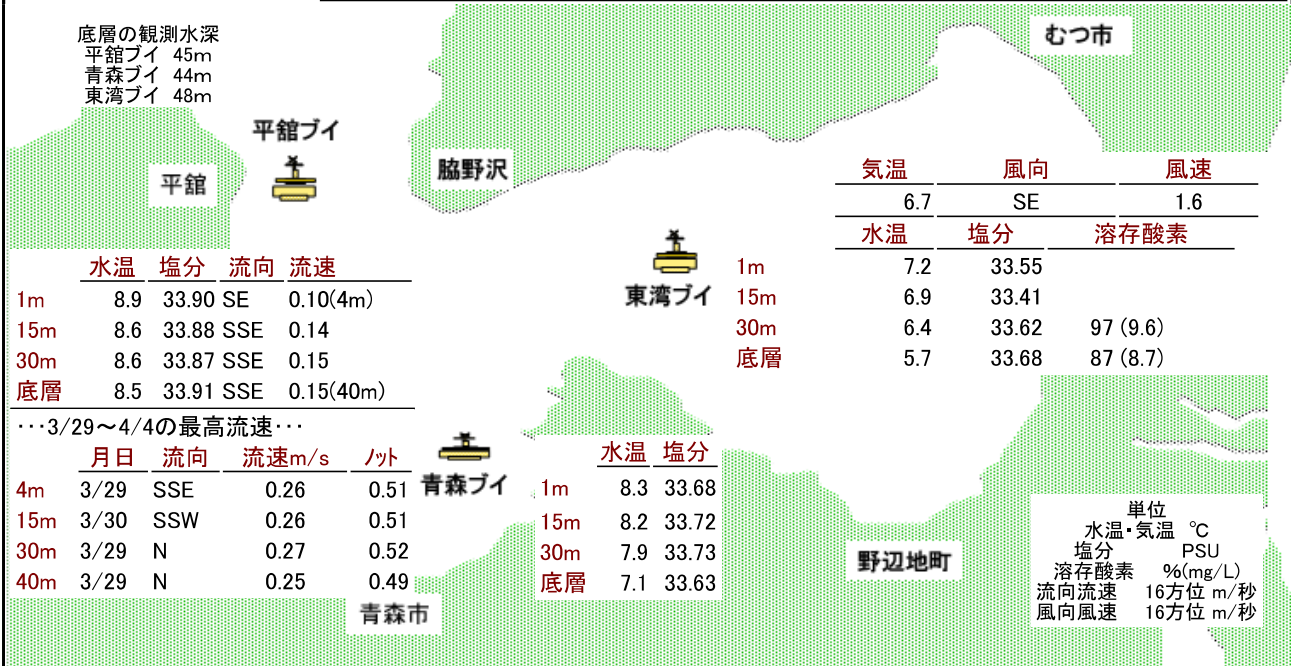 底層の観測水深
平舘ブイ 45m
青森ブイ 44m
東湾ブイ 48m
むつ市
平舘ブイ
脇野沢
平舘
気温 風向 風速
6.7 SE 1.6
水温 塩分 溶存酸素
1m 7.2 33.55
15m 6.9 33.41
30m 6.4 33.62 97 (9.6)
底層 5.7 33.68 87 (8.7)
東湾ブイ
水温 塩分 流向 流速
1m 8.9 33.90 SE 0.10(4m)
15m 8.6 33.88 SSE 0.14
30m 8.6 33.87 SSE 0.15
底層 8.5 33.91 SSE 0.15(40m)
…3/29～4/4の最高流速…
月日 流向 流速m/s ノット
4m 3/29 SSE 0.26 0.51
15m 3/30 SSW 0.26 0.51
30m 3/29 N 0.27 0.52
40m 3/29 N 0.25 0.49
青森ブイ
水温 塩分
1m 8.3 33.68
15m 8.2 33.72
30m 7.9 33.73
底層 7.1 33.63
青森市
野辺地町
単位
水温・気温 ℃
塩分 PSU
溶存酸素 %(mg/L)
流向流速 16方位 m/秒
風向風速 16方位 m/秒